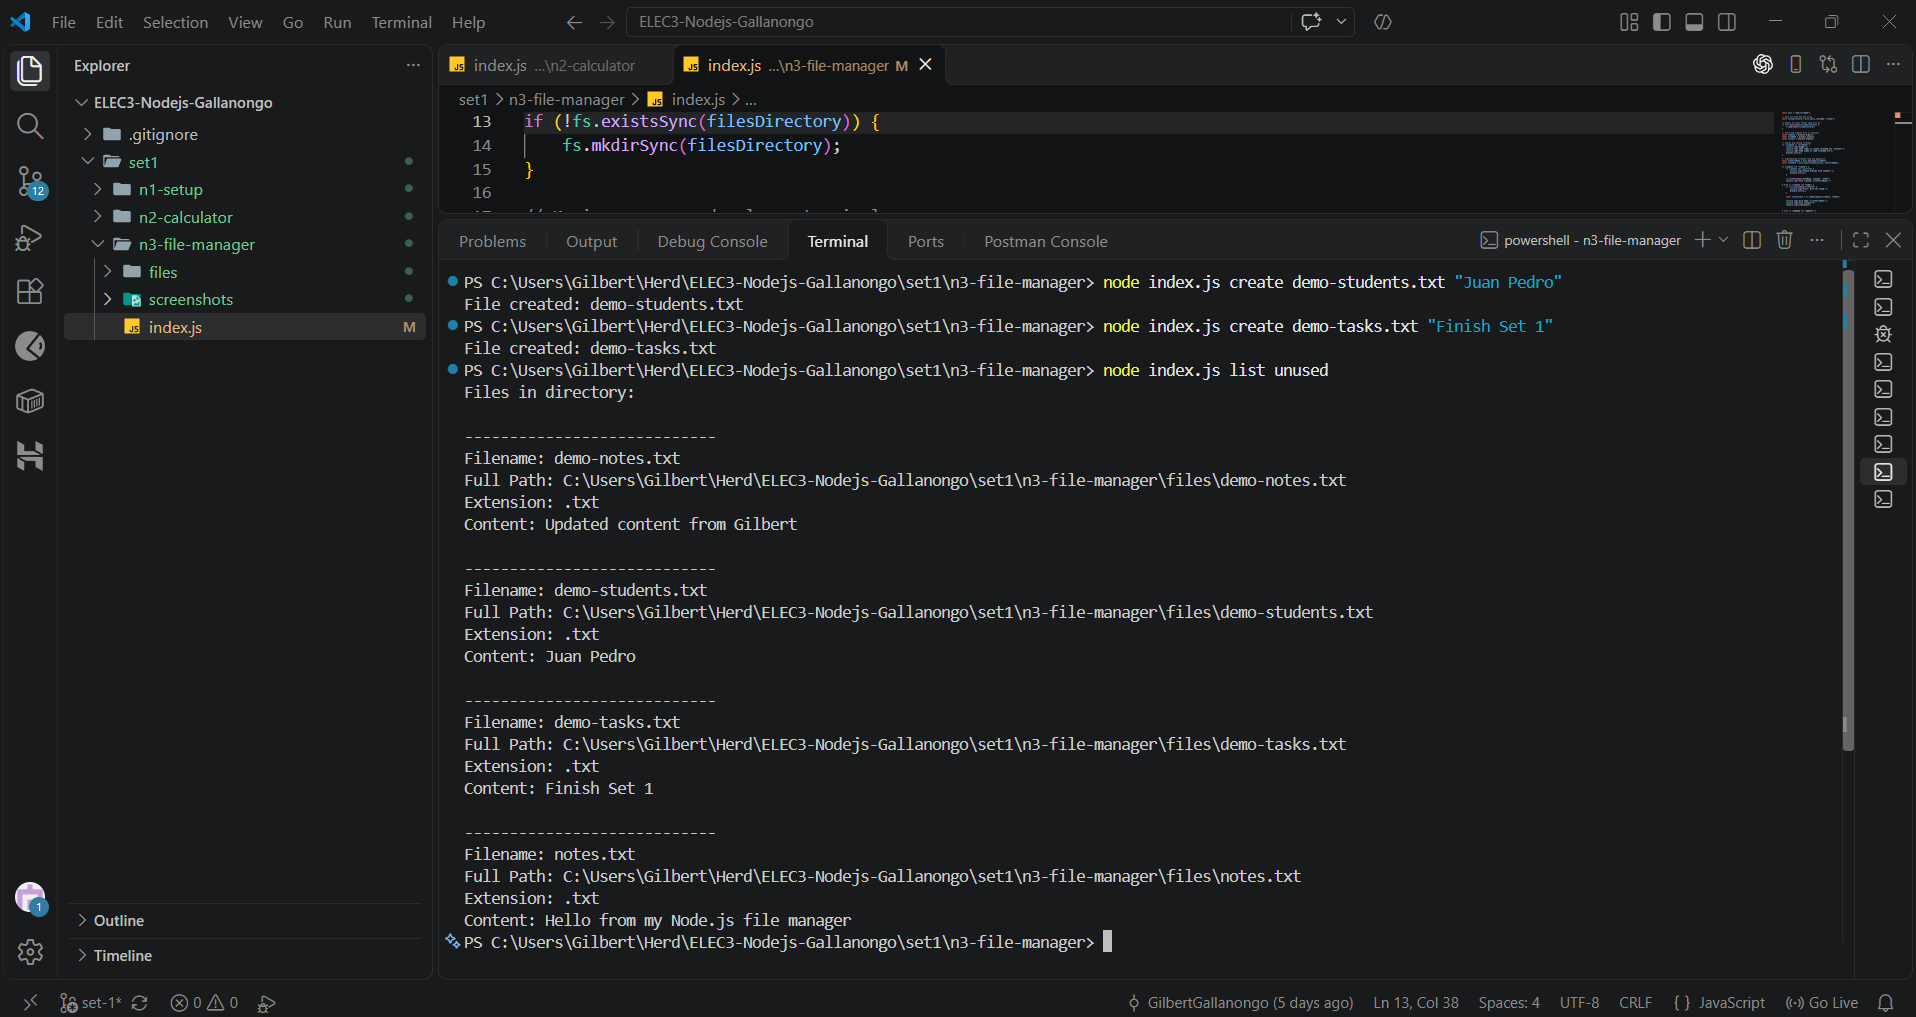 File Edit Selection View Go Run Terminal Help
ELEC3-Nodejs-Gallanongo
Explorer
ELEC3-Nodejs-Gallanongo
.gitignore
set1
n1-setup
n2-calculator
n3-file-manager
files
screenshots
index.js M
Outline
Timeline
12
1
index.js ...\n2-calculator
index.js ...\n3-file-manager M
set1 > n3-file-manager > index.js > ...
13 if (!fs.existsSync(filesDirectory)) {
14 fs.mkdirSync(filesDirectory);
15 }
16
Problems Output Debug Console Terminal Ports Postman Console
powershell - n3-file-manager
PS C:\Users\Gilbert\Herd\ELEC3-Nodejs-Gallanongo\set1\n3-file-manager> node index.js create demo-students.txt "Juan Pedro"
File created: demo-students.txt
PS C:\Users\Gilbert\Herd\ELEC3-Nodejs-Gallanongo\set1\n3-file-manager> node index.js create demo-tasks.txt "Finish Set 1"
File created: demo-tasks.txt
PS C:\Users\Gilbert\Herd\ELEC3-Nodejs-Gallanongo\set1\n3-file-manager> node index.js list unused
Files in directory:
----------------------------
Filename: demo-notes.txt
Full Path: C:\Users\Gilbert\Herd\ELEC3-Nodejs-Gallanongo\set1\n3-file-manager\files\demo-notes.txt
Extension: .txt
Content: Updated content from Gilbert
----------------------------
Filename: demo-students.txt
Full Path: C:\Users\Gilbert\Herd\ELEC3-Nodejs-Gallanongo\set1\n3-file-manager\files\demo-students.txt
Extension: .txt
Content: Juan Pedro
----------------------------
Filename: demo-tasks.txt
Full Path: C:\Users\Gilbert\Herd\ELEC3-Nodejs-Gallanongo\set1\n3-file-manager\files\demo-tasks.txt
Extension: .txt
Content: Finish Set 1
----------------------------
Filename: notes.txt
Full Path: C:\Users\Gilbert\Herd\ELEC3-Nodejs-Gallanongo\set1\n3-file-manager\files\notes.txt
Extension: .txt
Content: Hello from my Node.js file manager
PS C:\Users\Gilbert\Herd\ELEC3-Nodejs-Gallanongo\set1\n3-file-manager>
set-1* 0 0 GilbertGallanongo (5 days ago) Ln 13, Col 38 Spaces: 4 UTF-8 CRLF { } JavaScript Go Live